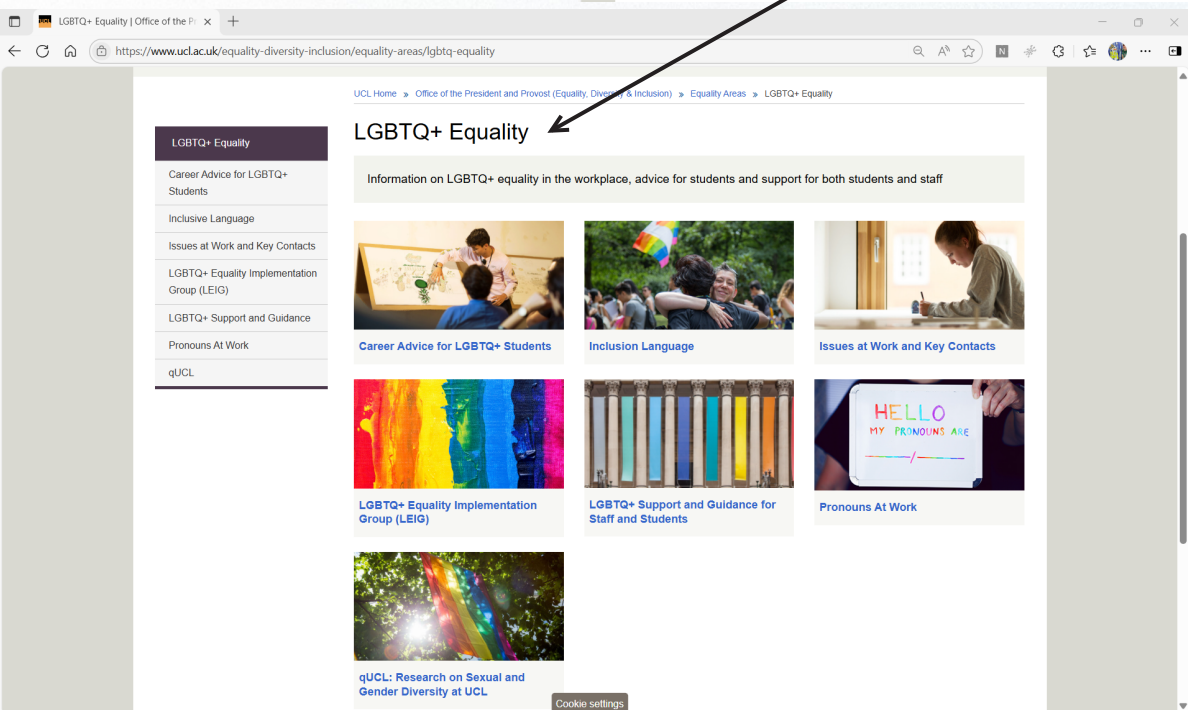 UCL
LGBTQ+ Equality | Office of the Pr
https://www.ucl.ac.uk/equality-diversity-inclusion/equality-areas/lgbtq-equality
UCL Home » Office of the President and Provost (Equality, Diversity & Inclusion) » Equality Areas » LGBTQ+ Equality
LGBTQ+ Equality
Career Advice for LGBTQ+
Students
Inclusive Language
Issues at Work and Key Contacts
LGBTQ+ Equality Implementation
Group (LEIG)
LGBTQ+ Support and Guidance
Pronouns At Work
qUCL
LGBTQ+ Equality
Information on LGBTQ+ equality in the workplace, advice for students and support for both students and staff
Career Advice for LGBTQ+ Students
Inclusion Language
Issues at Work and Key Contacts
HELLO
MY PRONOUNS ARE
/
LGBTQ+ Equality Implementation
Group (LEIG)
LGBTQ+ Support and Guidance for
Staff and Students
Pronouns At Work
qUCL: Research on Sexual and
Gender Diversity at UCL
Cookie settings